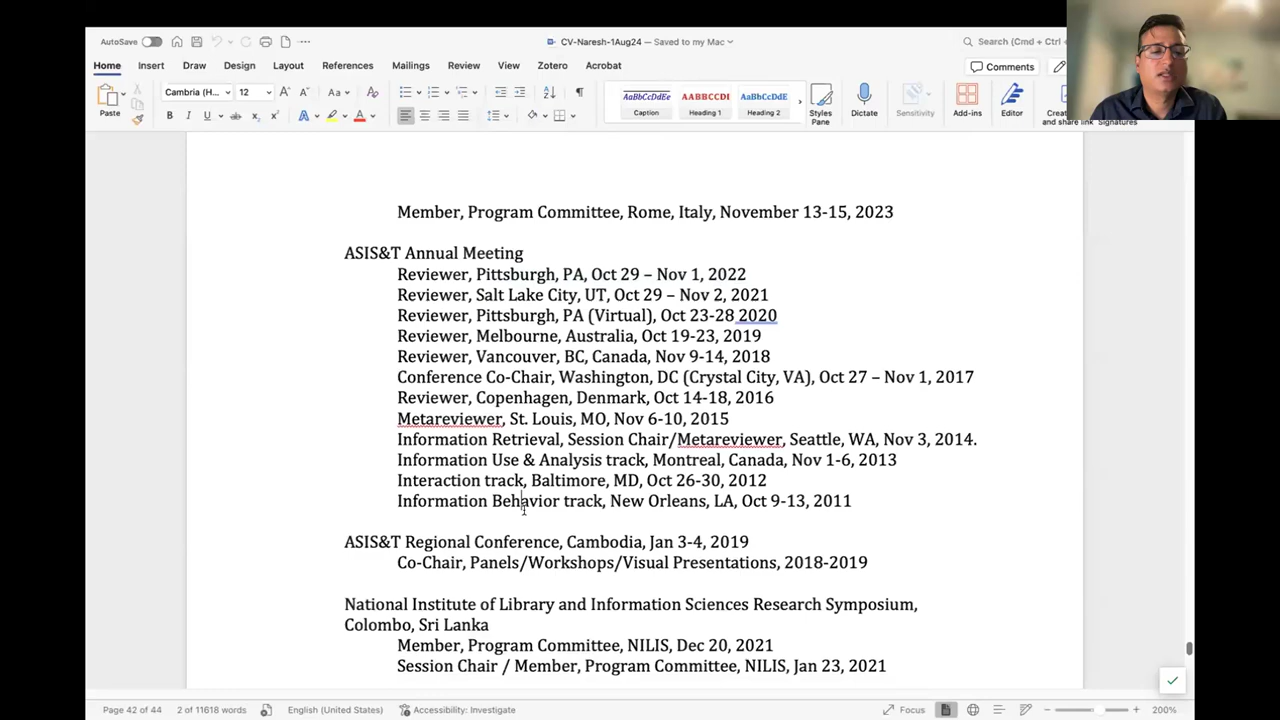 AutoSave
CV-Naresh-1Aug24 — Saved to my Mac
Search (Cmd + Ctrl
Home Insert Draw Design Layout References Mailings Review View Zotero Acrobat
Comments
Cambria (H... 12
Paste
AaBbCcDdEe AABBCCDI AaBbCcDdE
Caption Heading 1 Heading 2
Styles Pane
Dictate
Sensitivity
Add-ins
Editor
and share link Signatures
Member, Program Committee, Rome, Italy, November 13-15, 2023
ASIS&T Annual Meeting
Reviewer, Pittsburgh, PA, Oct 29 – Nov 1, 2022
Reviewer, Salt Lake City, UT, Oct 29 – Nov 2, 2021
Reviewer, Pittsburgh, PA (Virtual), Oct 23-28 2020
Reviewer, Melbourne, Australia, Oct 19-23, 2019
Reviewer, Vancouver, BC, Canada, Nov 9-14, 2018
Conference Co-Chair, Washington, DC (Crystal City, VA), Oct 27 – Nov 1, 2017
Reviewer, Copenhagen, Denmark, Oct 14-18, 2016
Metareviewer, St. Louis, MO, Nov 6-10, 2015
Information Retrieval, Session Chair/Metareviewer, Seattle, WA, Nov 3, 2014.
Information Use & Analysis track, Montreal, Canada, Nov 1-6, 2013
Interaction track, Baltimore, MD, Oct 26-30, 2012
Information Behavior track, New Orleans, LA, Oct 9-13, 2011
ASIS&T Regional Conference, Cambodia, Jan 3-4, 2019
Co-Chair, Panels/Workshops/Visual Presentations, 2018-2019
National Institute of Library and Information Sciences Research Symposium,
Colombo, Sri Lanka
Member, Program Committee, NILIS, Dec 20, 2021
Session Chair / Member, Program Committee, NILIS, Jan 23, 2021
Page 42 of 44 2 of 11618 words English (United States) Accessibility: Investigate Focus 200%